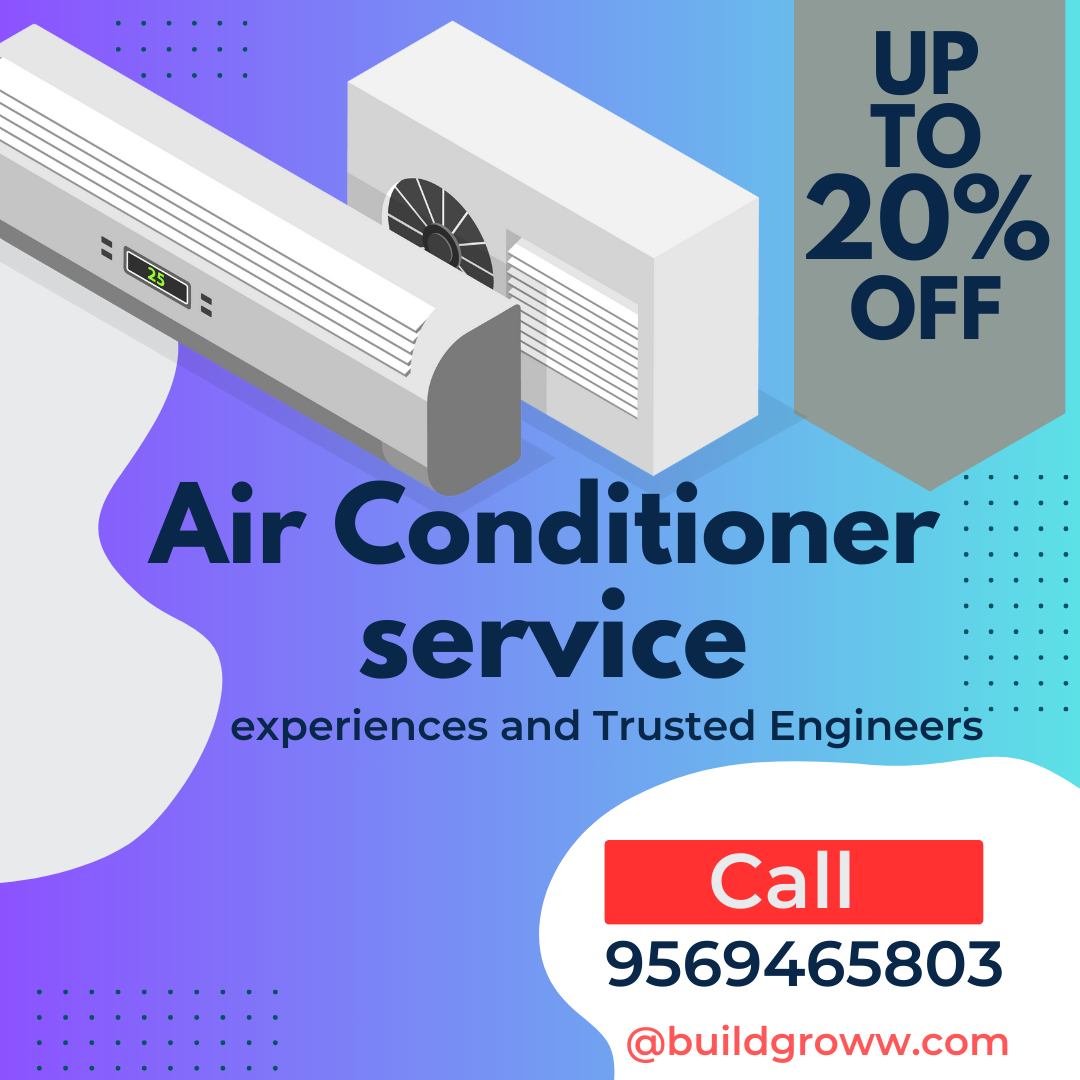 UP
TO
20%
OFF
25
Air Conditioner
service
experiences and Trusted Engineers
Call
9569465803
@buildgroww.com